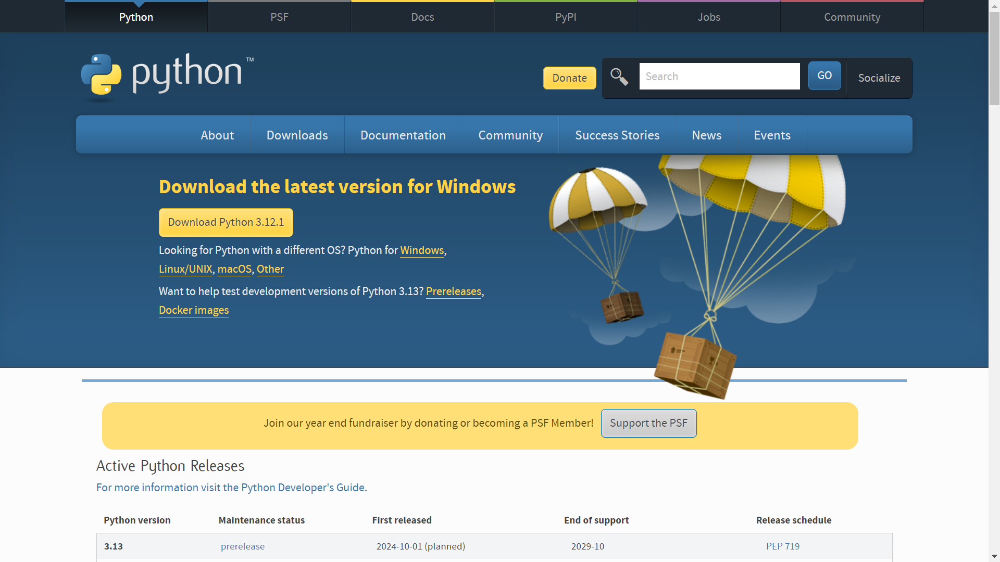 Python PSF Docs PyPI Jobs Community
python™
Donate Search GO Socialize
About Downloads Documentation Community Success Stories News Events
Download the latest version for Windows
Download Python 3.12.1
Looking for Python with a different OS? Python for Windows,
Linux/UNIX, macOS, Other
Want to help test development versions of Python 3.13? Prereleases,
Docker images
Join our year end fundraiser by donating or becoming a PSF Member! Support the PSF
Active Python Releases
For more information visit the Python Developer's Guide.
Python version Maintenance status First released End of support Release schedule
3.13 prerelease 2024-10-01 (planned) 2029-10 PEP 719